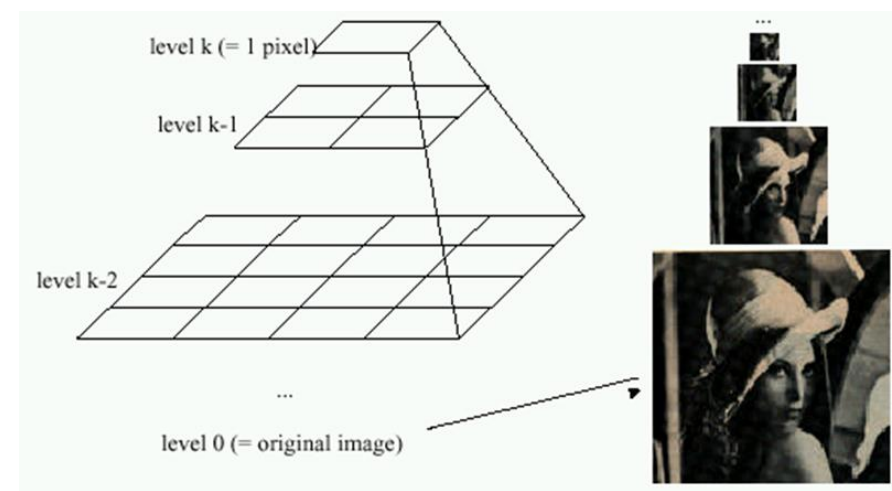 ...
level k (= 1 pixel)
level k-1
level k-2
...
level 0 (= original image)